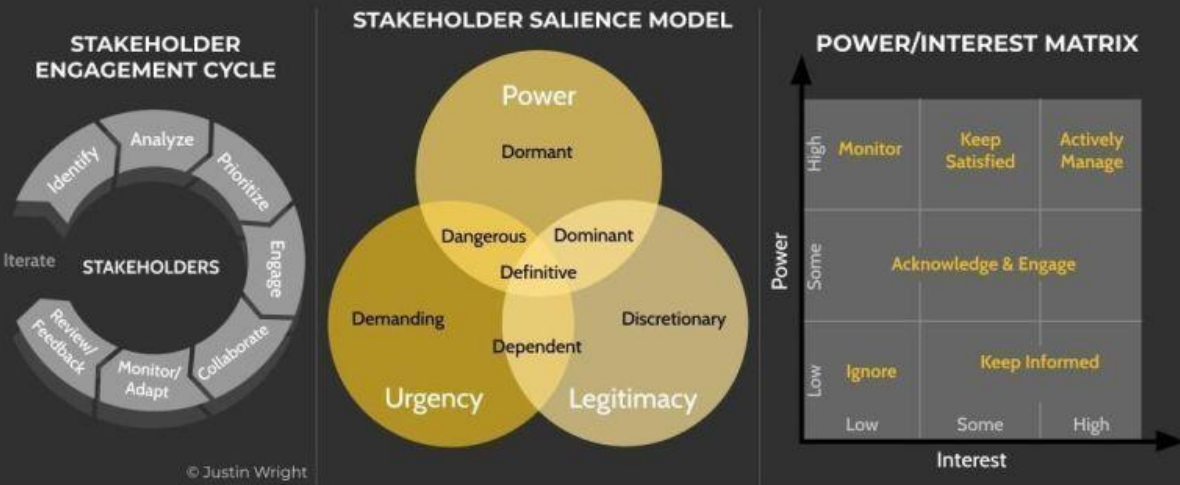 STAKEHOLDER
ENGAGEMENT CYCLE
Identify
Analyze
Prioritize
Engage
Collaborate
Monitor/
Adapt
Review/
Feedback
Iterate
STAKEHOLDERS
© Justin Wright
STAKEHOLDER SALIENCE MODEL
Power
Dormant
Dangerous
Dominant
Definitive
Demanding
Discretionary
Dependent
Urgency
Legitimacy
POWER/INTEREST MATRIX
Power
High
Monitor
Keep
Satisfied
Actively
Manage
Some
Acknowledge & Engage
Low
Ignore
Keep Informed
Low
Some
High
Interest